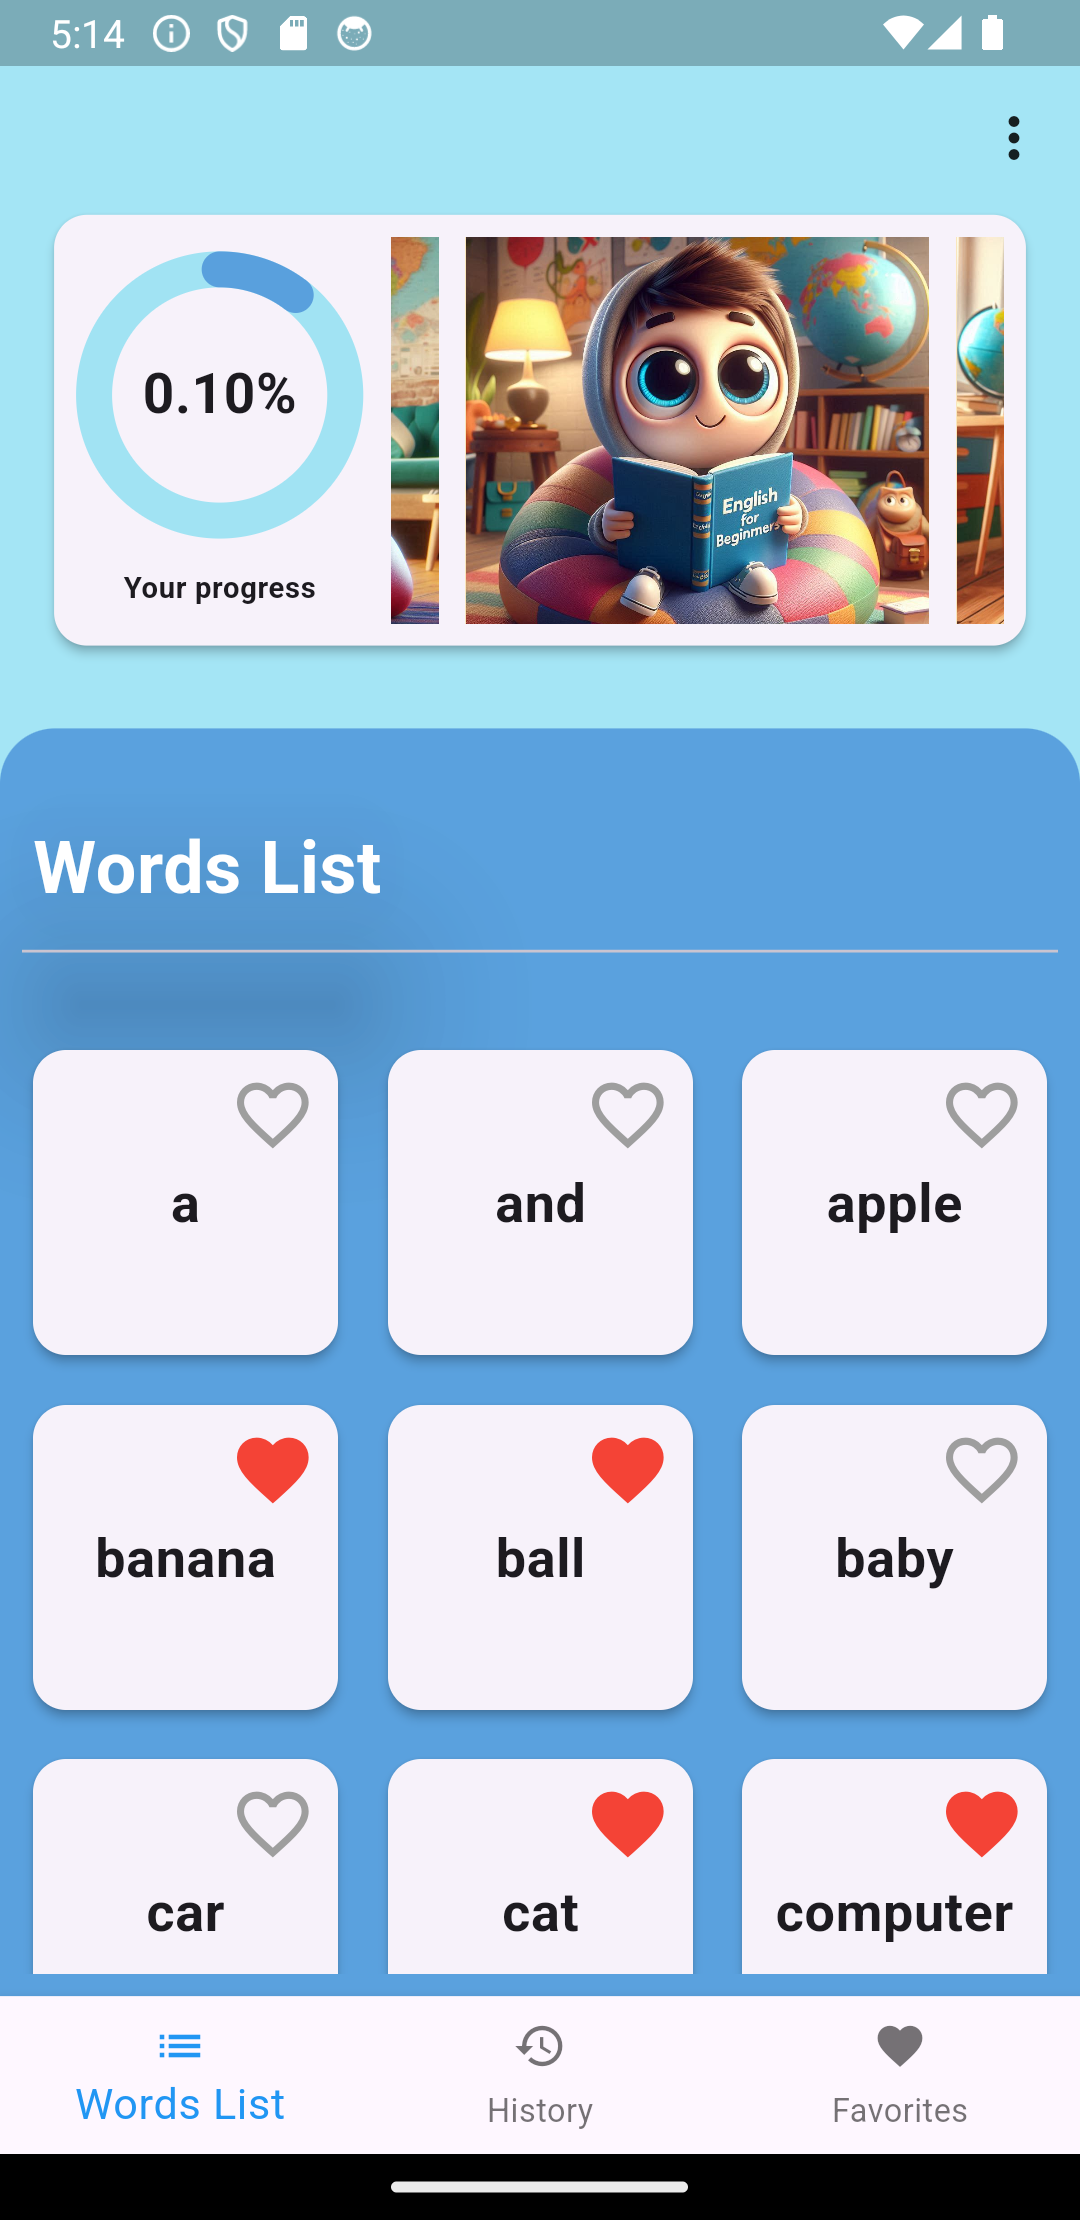 5:14
0.10%
Your progress
English
for
Beginners
Words List
a
and
apple
banana
ball
baby
car
cat
computer
Words List
History
Favorites